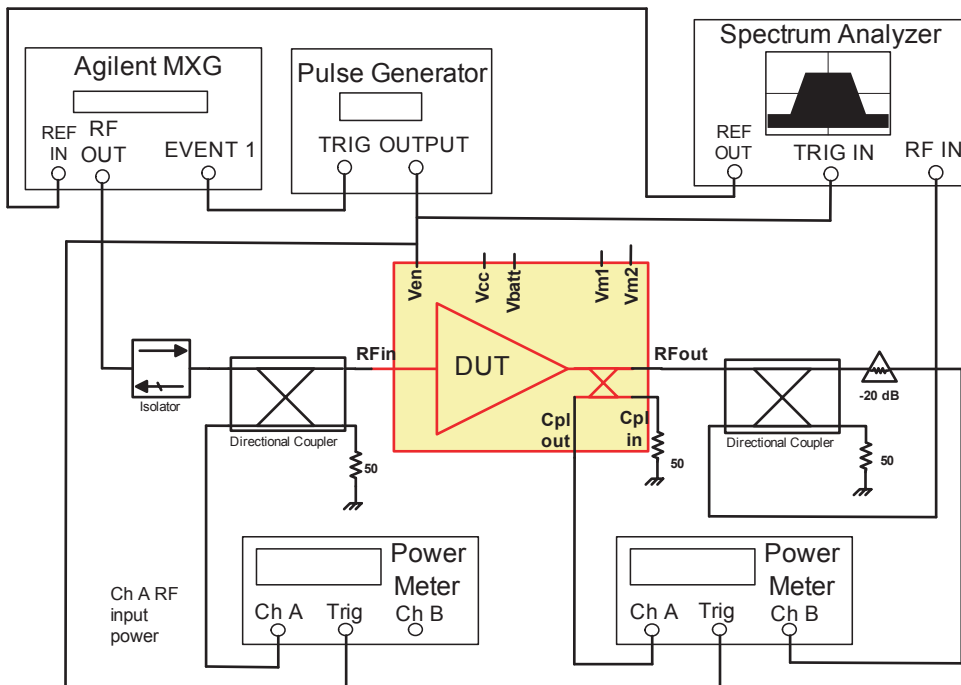 Agilent MXG
REF
IN
RF
OUT
EVENT 1
Pulse Generator
TRIG OUTPUT
Spectrum Analyzer
REF
OUT
TRIG IN
RF IN
Ven
Vcc
Vbatt
Vm1
Vm2
Isolator
Directional Coupler
50
RFin
DUT
RFout
Cpl
out
Cpl
in
50
Directional Coupler
-20 dB
50
Ch A RF
input
power
Power
Meter
Ch A
Trig
Ch B
Power
Meter
Ch A
Trig
Ch B